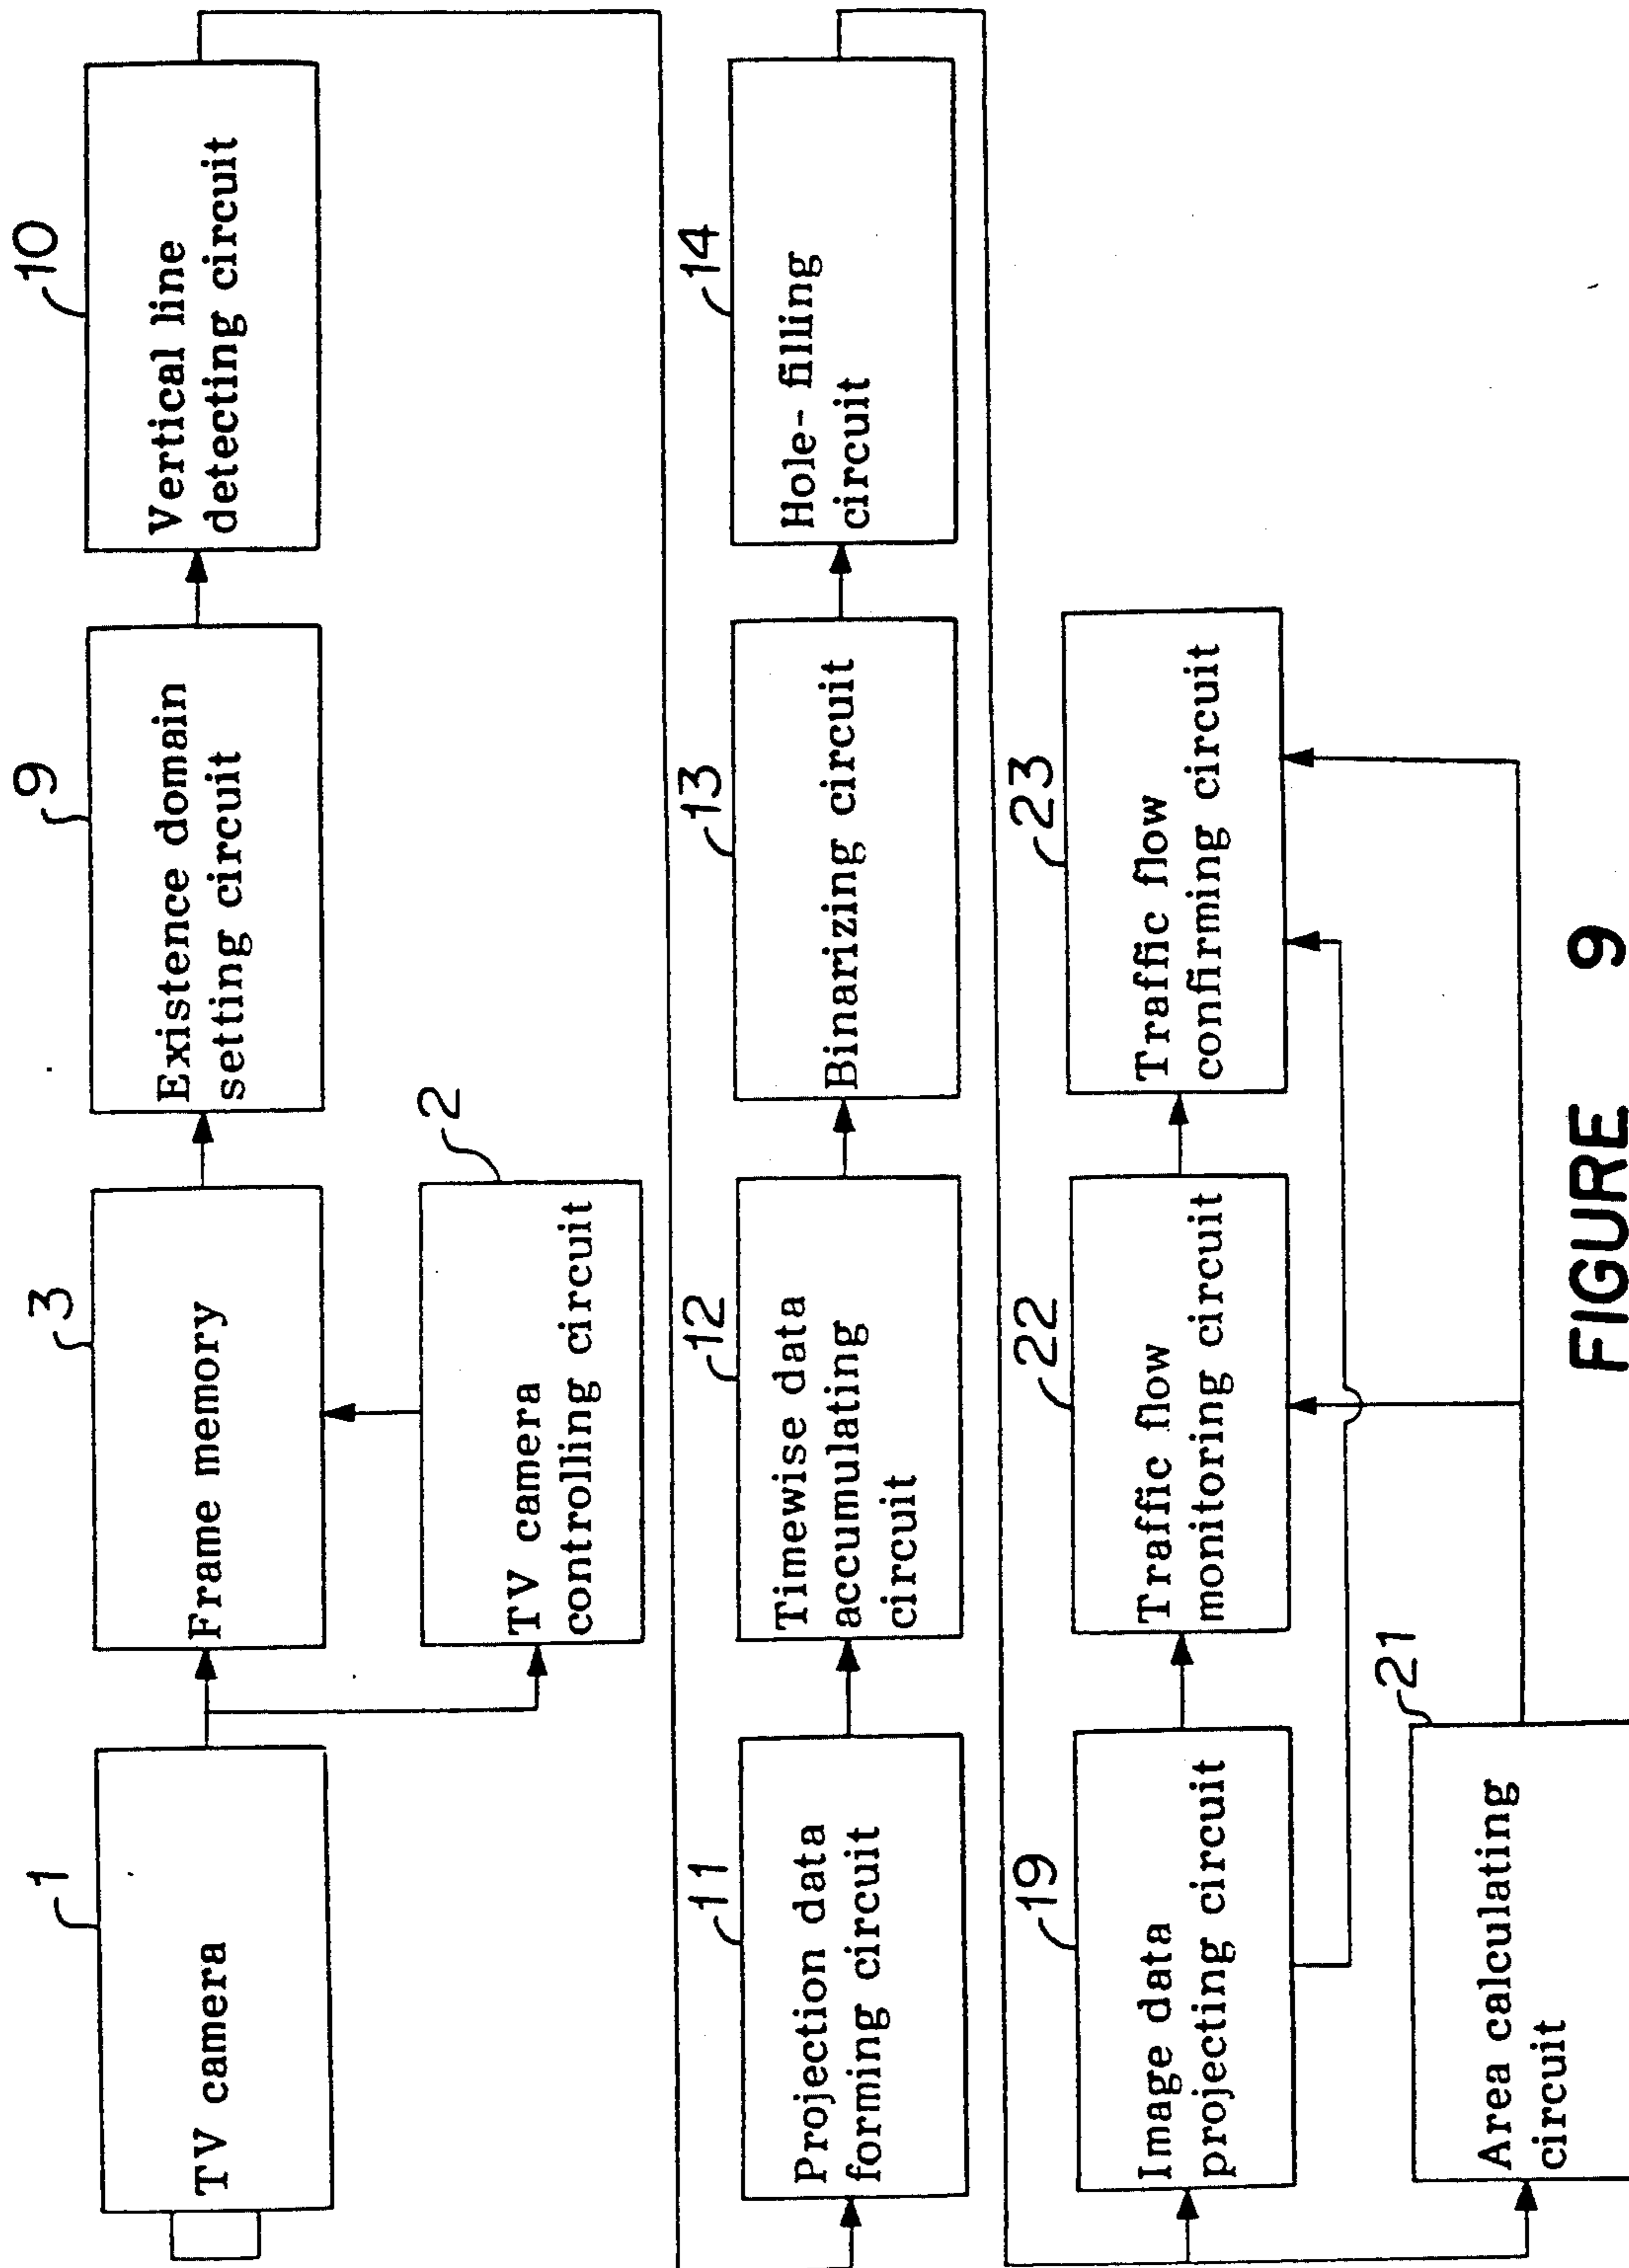 1
TV camera
3
Frame memory
2
TV camera
controlling circuit
9
Existence domain
setting circuit
10
Vertical line
detecting circuit
11
Projection data
forming circuit
12
Timewise data
accumulating
circuit
13
Binarizing circuit
14
Hole- filling
circuit
19
Image data
projecting circuit
22
Traffic flow
monitoring circuit
23
Traffic flow
confirming circuit
21
Area calculating
circuit
FIGURE 9